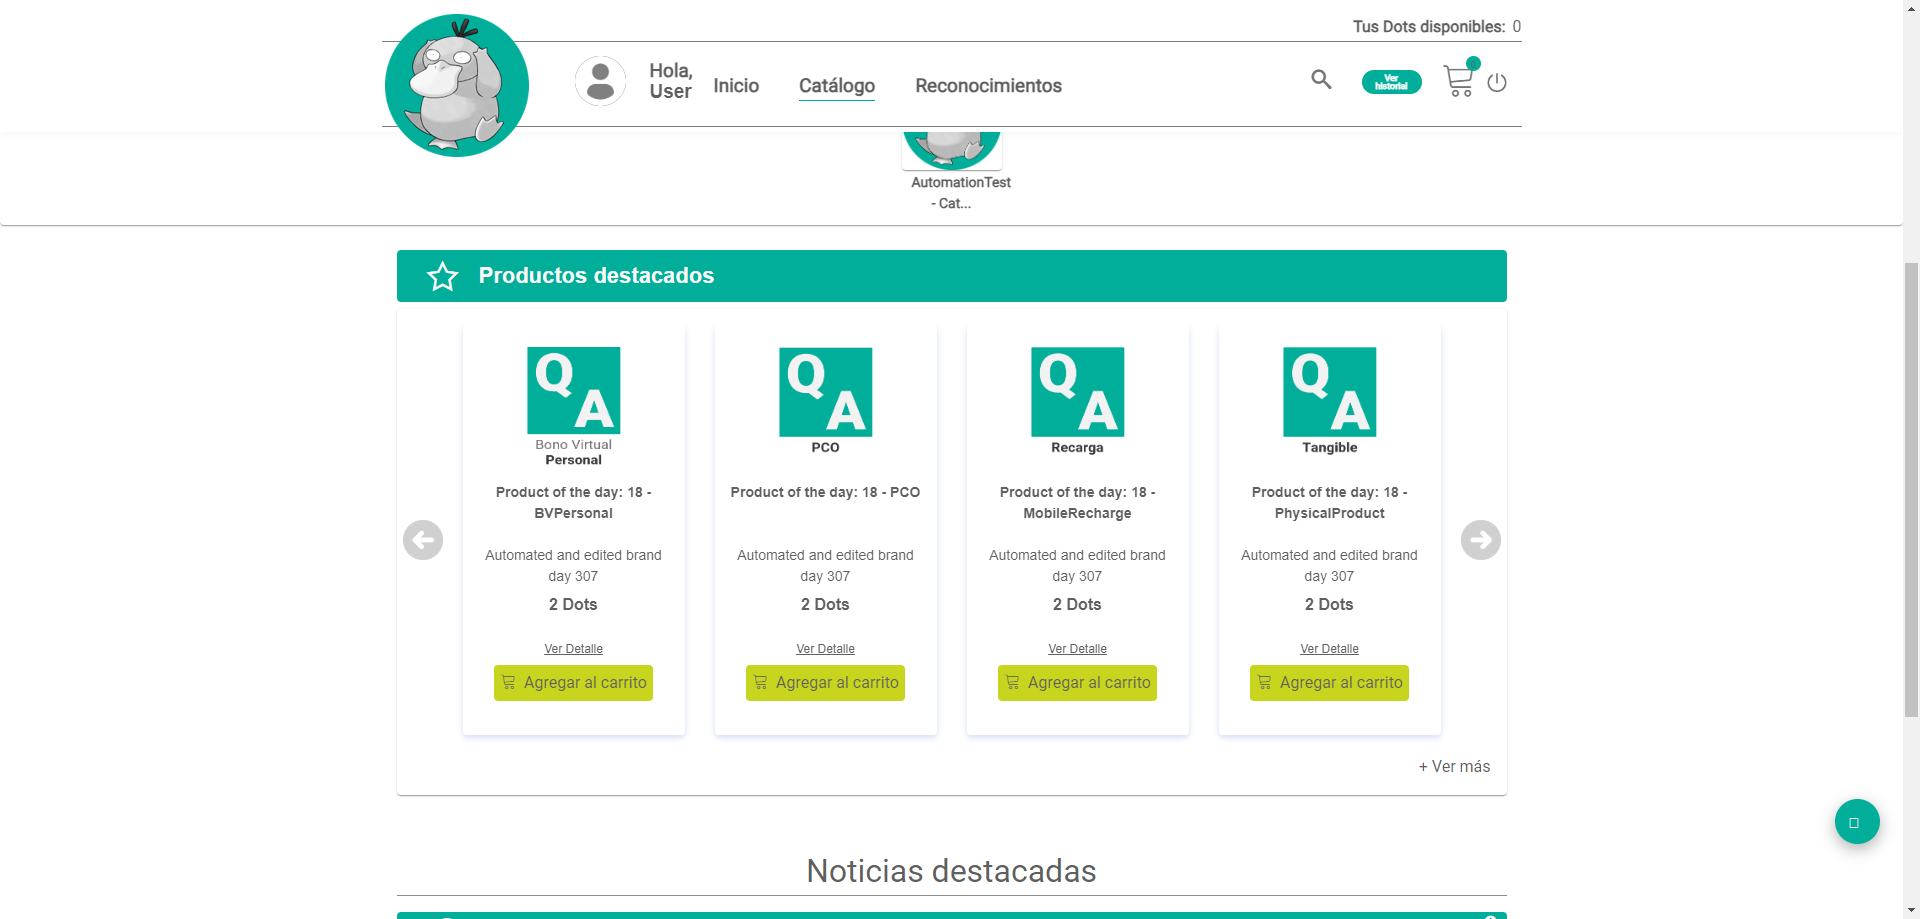 Tus Dots disponibles: 0
Hola,
User
Inicio
Catálogo
Reconocimientos
Ver
historial
AutomationTest
- Cat...
Productos destacados
QA
Bono Virtual
Personal
Product of the day: 18 -
BVPersonal
Automated and edited brand
day 307
2 Dots
Ver Detalle
Agregar al carrito
QA
PCO
Product of the day: 18 - PCO
Automated and edited brand
day 307
2 Dots
Ver Detalle
Agregar al carrito
QA
Recarga
Product of the day: 18 -
MobileRecharge
Automated and edited brand
day 307
2 Dots
Ver Detalle
Agregar al carrito
QA
Tangible
Product of the day: 18 -
PhysicalProduct
Automated and edited brand
day 307
2 Dots
Ver Detalle
Agregar al carrito
+ Ver más
Noticias destacadas